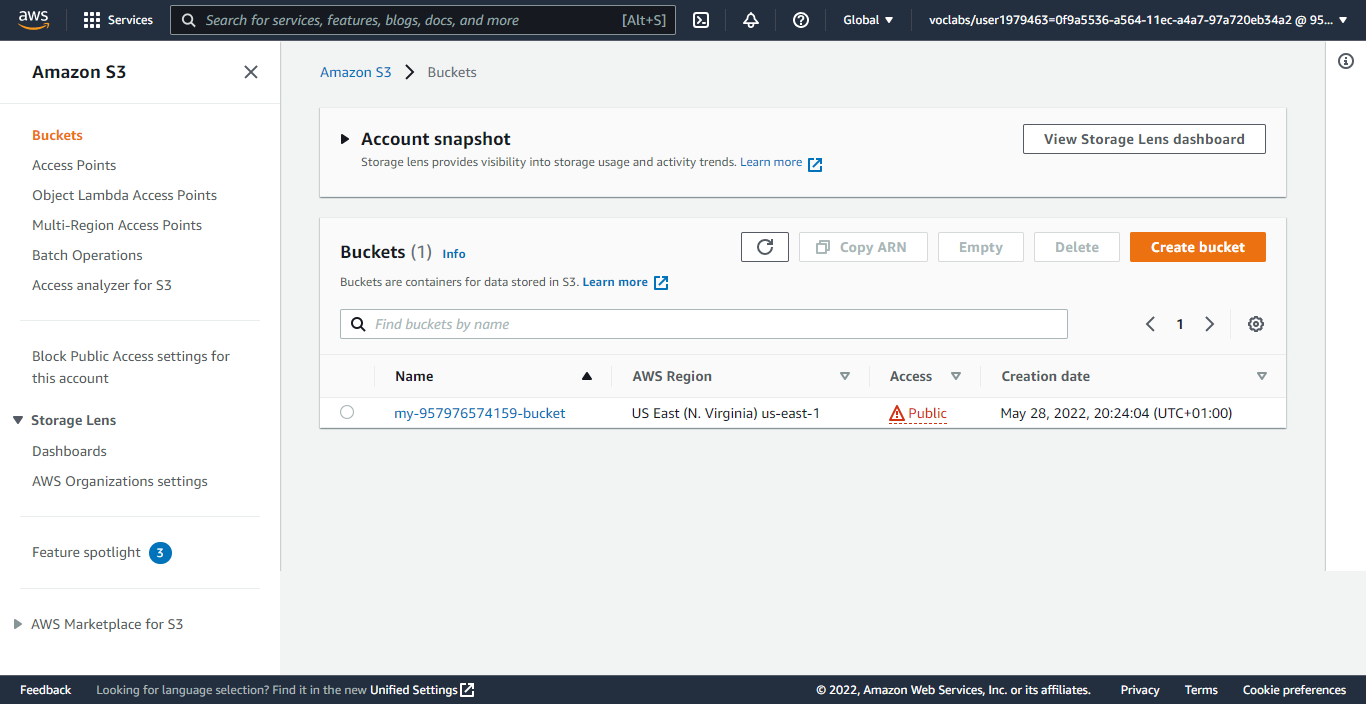 aws
Services
Search for services, features, blogs, docs, and more [Alt+S]
Global
voclabs/user1979463=0f9a5536-a564-11ec-a4a7-97a720eb34a2 @ 95...
Amazon S3
Buckets
Access Points
Object Lambda Access Points
Multi-Region Access Points
Batch Operations
Access analyzer for S3
Block Public Access settings for
this account
Storage Lens
Dashboards
AWS Organizations settings
Feature spotlight 3
AWS Marketplace for S3
Amazon S3 Buckets
Account snapshot
Storage lens provides visibility into storage usage and activity trends. Learn more
View Storage Lens dashboard
Buckets (1) Info
Buckets are containers for data stored in S3. Learn more
Copy ARN
Empty
Delete
Create bucket
Find buckets by name
1
Name AWS Region Access Creation date
my-957976574159-bucket US East (N. Virginia) us-east-1 Public May 28, 2022, 20:24:04 (UTC+01:00)
Feedback Looking for language selection? Find it in the new Unified Settings
© 2022, Amazon Web Services, Inc. or its affiliates. Privacy Terms Cookie preferences